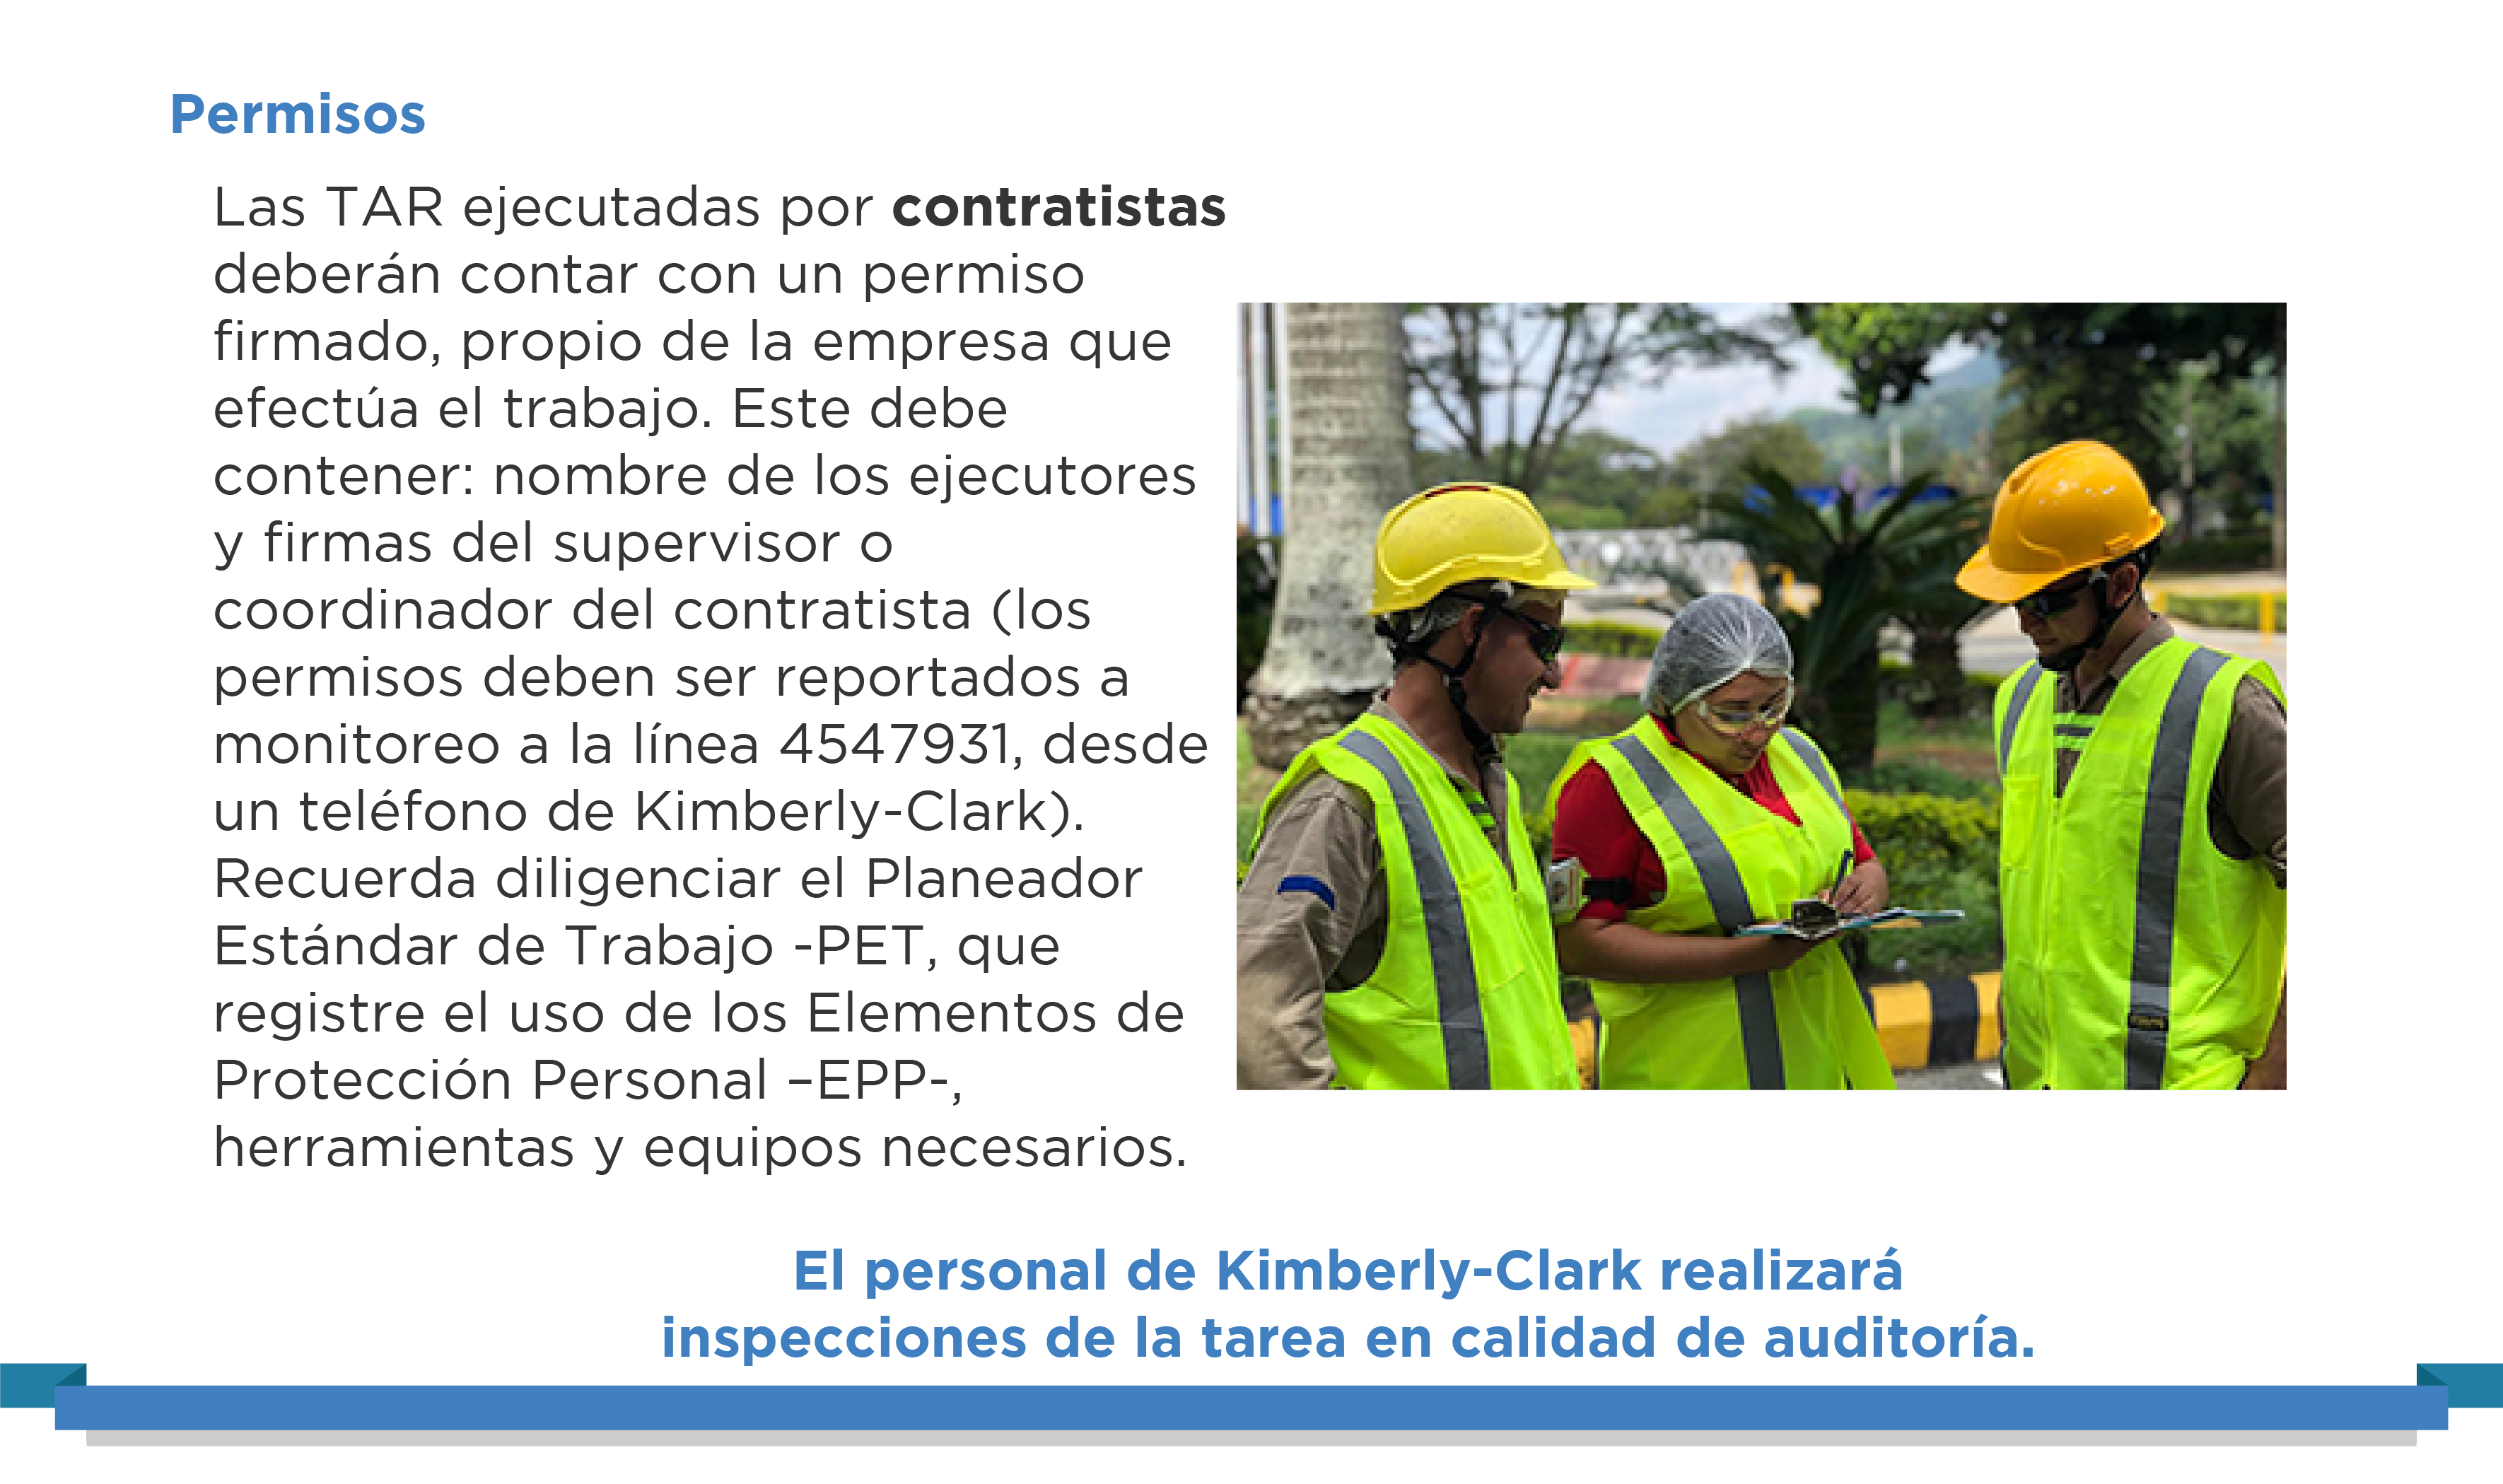 Permisos
Las TAR ejecutadas por contratistas
deberán contar con un permiso
firmado, propio de la empresa que
efectúa el trabajo. Este debe
contener: nombre de los ejecutores
y firmas del supervisor o
coordinador del contratista (los
permisos deben ser reportados a
monitoreo a la línea 4547931, desde
un teléfono de Kimberly-Clark).
Recuerda diligenciar el Planeador
Estándar de Trabajo -PET, que
registre el uso de los Elementos de
Protección Personal –EPP-,
herramientas y equipos necesarios.
El personal de Kimberly-Clark realizará
inspecciones de la tarea en calidad de auditoría.